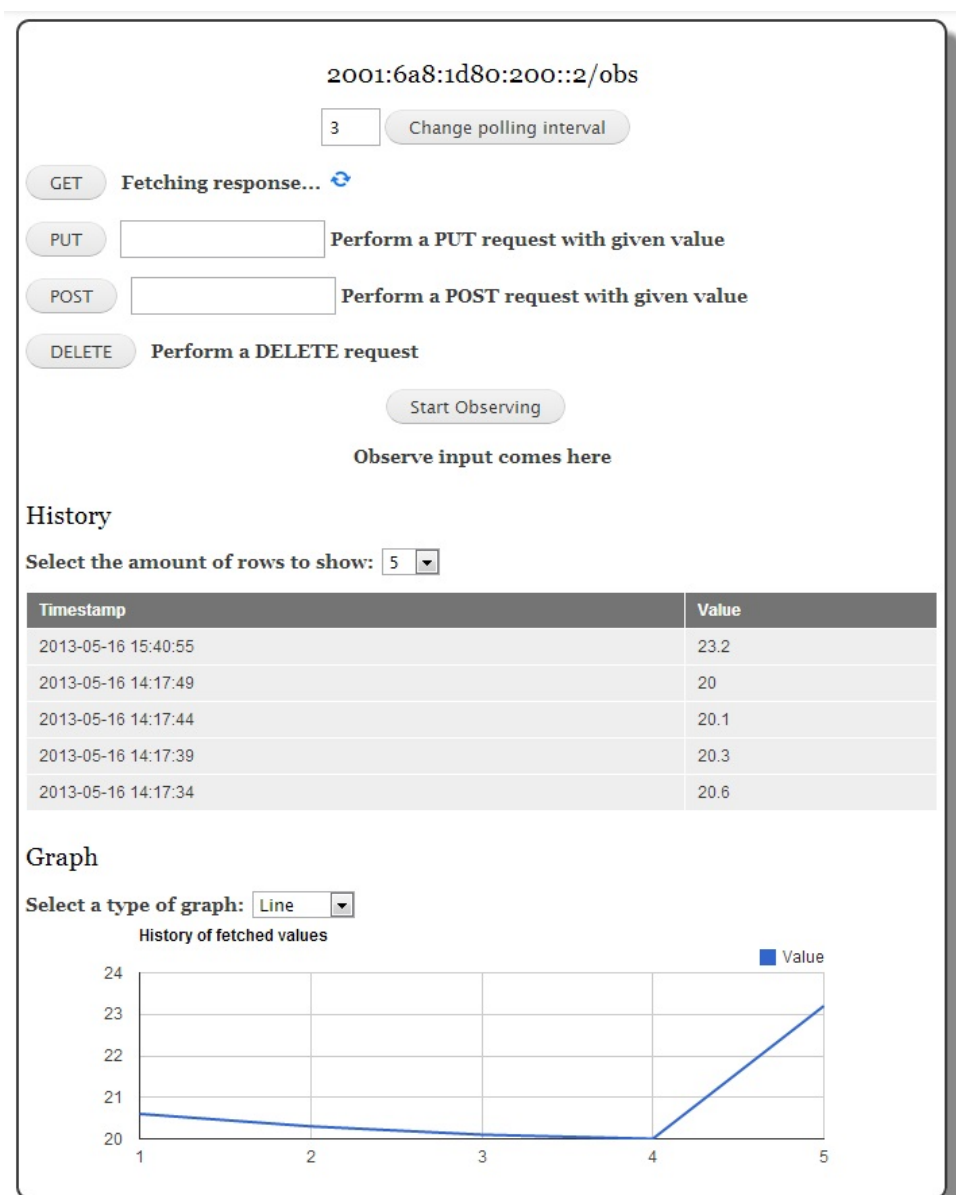 2001:6a8:1d80:200::2/obs
3 Change polling interval
GET Fetching response...
PUT Perform a PUT request with given value
POST Perform a POST request with given value
DELETE Perform a DELETE request
Start Observing
Observe input comes here
History
Select the amount of rows to show: 5
Timestamp Value
2013-05-16 15:40:55 23.2
2013-05-16 14:17:49 20
2013-05-16 14:17:44 20.1
2013-05-16 14:17:39 20.3
2013-05-16 14:17:34 20.6
Graph
Select a type of graph: Line
History of fetched values
Value
24
23
22
21
20
1 2 3 4 5